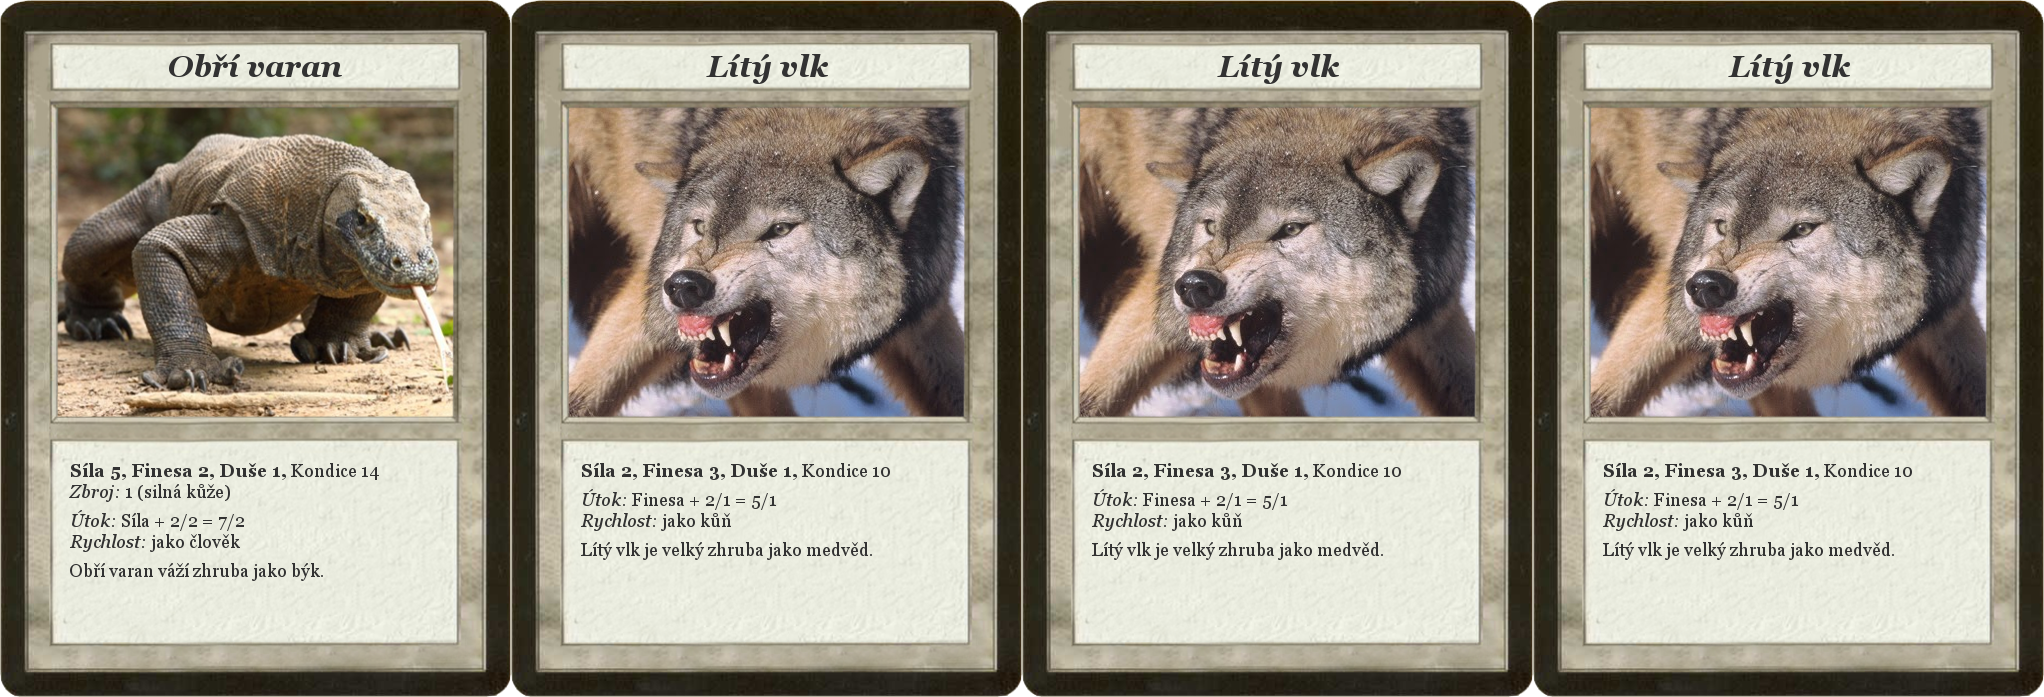 Obří varan
Síla 5, Finesa 2, Duše 1, Kondice 14
Zbroj: 1 (silná kůže)
Útok: Síla + 2/2 = 7/2
Rychlost: jako člověk
Obří varan váží zhruba jako býk.
Lítý vlk
Síla 2, Finesa 3, Duše 1, Kondice 10
Útok: Finesa + 2/1 = 5/1
Rychlost: jako kůň
Lítý vlk je velký zhruba jako medvěd.
Lítý vlk
Síla 2, Finesa 3, Duše 1, Kondice 10
Útok: Finesa + 2/1 = 5/1
Rychlost: jako kůň
Lítý vlk je velký zhruba jako medvěd.
Lítý vlk
Síla 2, Finesa 3, Duše 1, Kondice 10
Útok: Finesa + 2/1 = 5/1
Rychlost: jako kůň
Lítý vlk je velký zhruba jako medvěd.